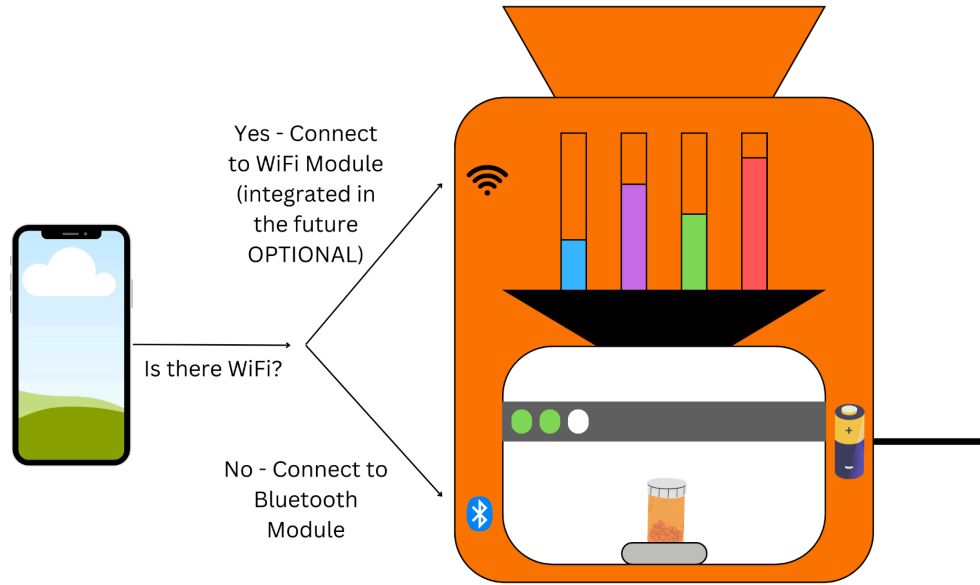 Yes - Connect
to WiFi Module
(integrated in
the future
OPTIONAL)
Is there WiFi?
No - Connect to
Bluetooth
Module